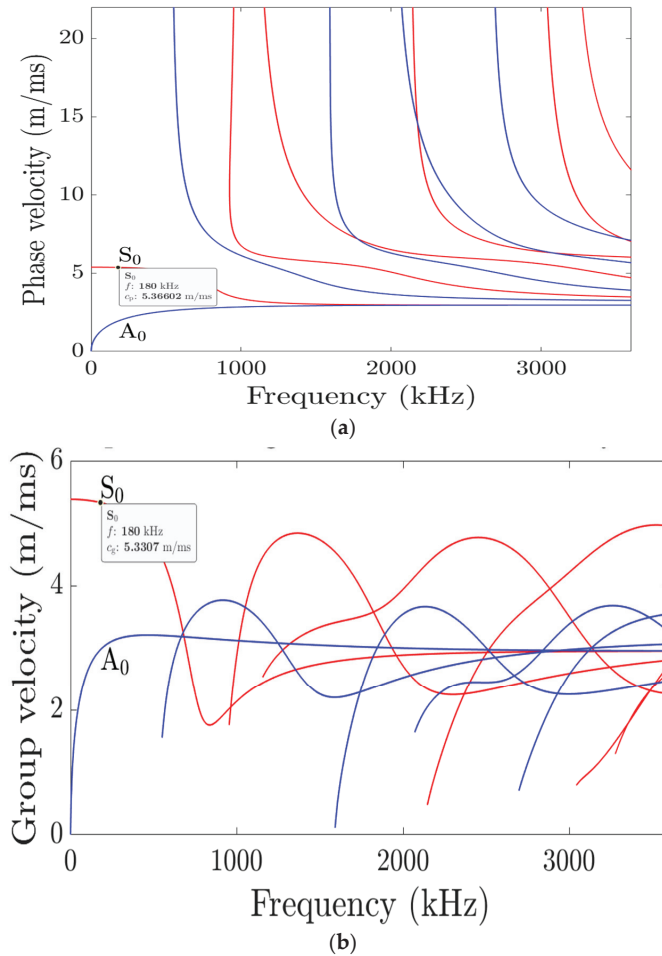 Phase velocity (m/ms)
20
15
10
5
0
S₀
S₀
f: 180 kHz
cₚ: 5.36602 m/ms
A₀
0
1000
2000
3000
Frequency (kHz)
(a)
Group velocity (m/ms)
6
4
2
0
S₀
S₀
f: 180 kHz
c_g: 5.3307 m/ms
A₀
0
1000
2000
3000
Frequency (kHz)
(b)